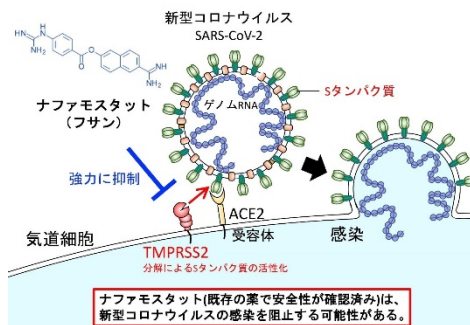 新型コロナウイルス
SARS-CoV-2
NH
H₂N
N
H
O
O
NH
NH₂
ナファモスタット
(フサン)
ゲノムRNA
Sタンパク質
強力に抑制
ACE2
受容体
感染
気道細胞
TMPRSS2
分解によるSタンパク質の活性化
ナファモスタット(既存の薬で安全性が確認済み)は、
新型コロナウイルスの感染を阻止する可能性がある。